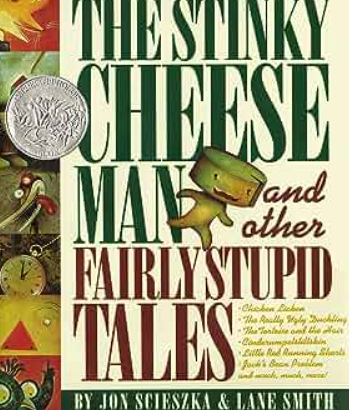 THE STINKY
CHEESE
MAN and
other
FAIRLY STUPID
TALES
· Chicken Licken
· The Really Ugly Duckling
· The Tortoise and the Hair
· Cinderumpelstiltskin
· Little Red Running Shorts
· Jack's Bean Problem
and much, much more!
BY JON SCIESZKA & LANE SMITH